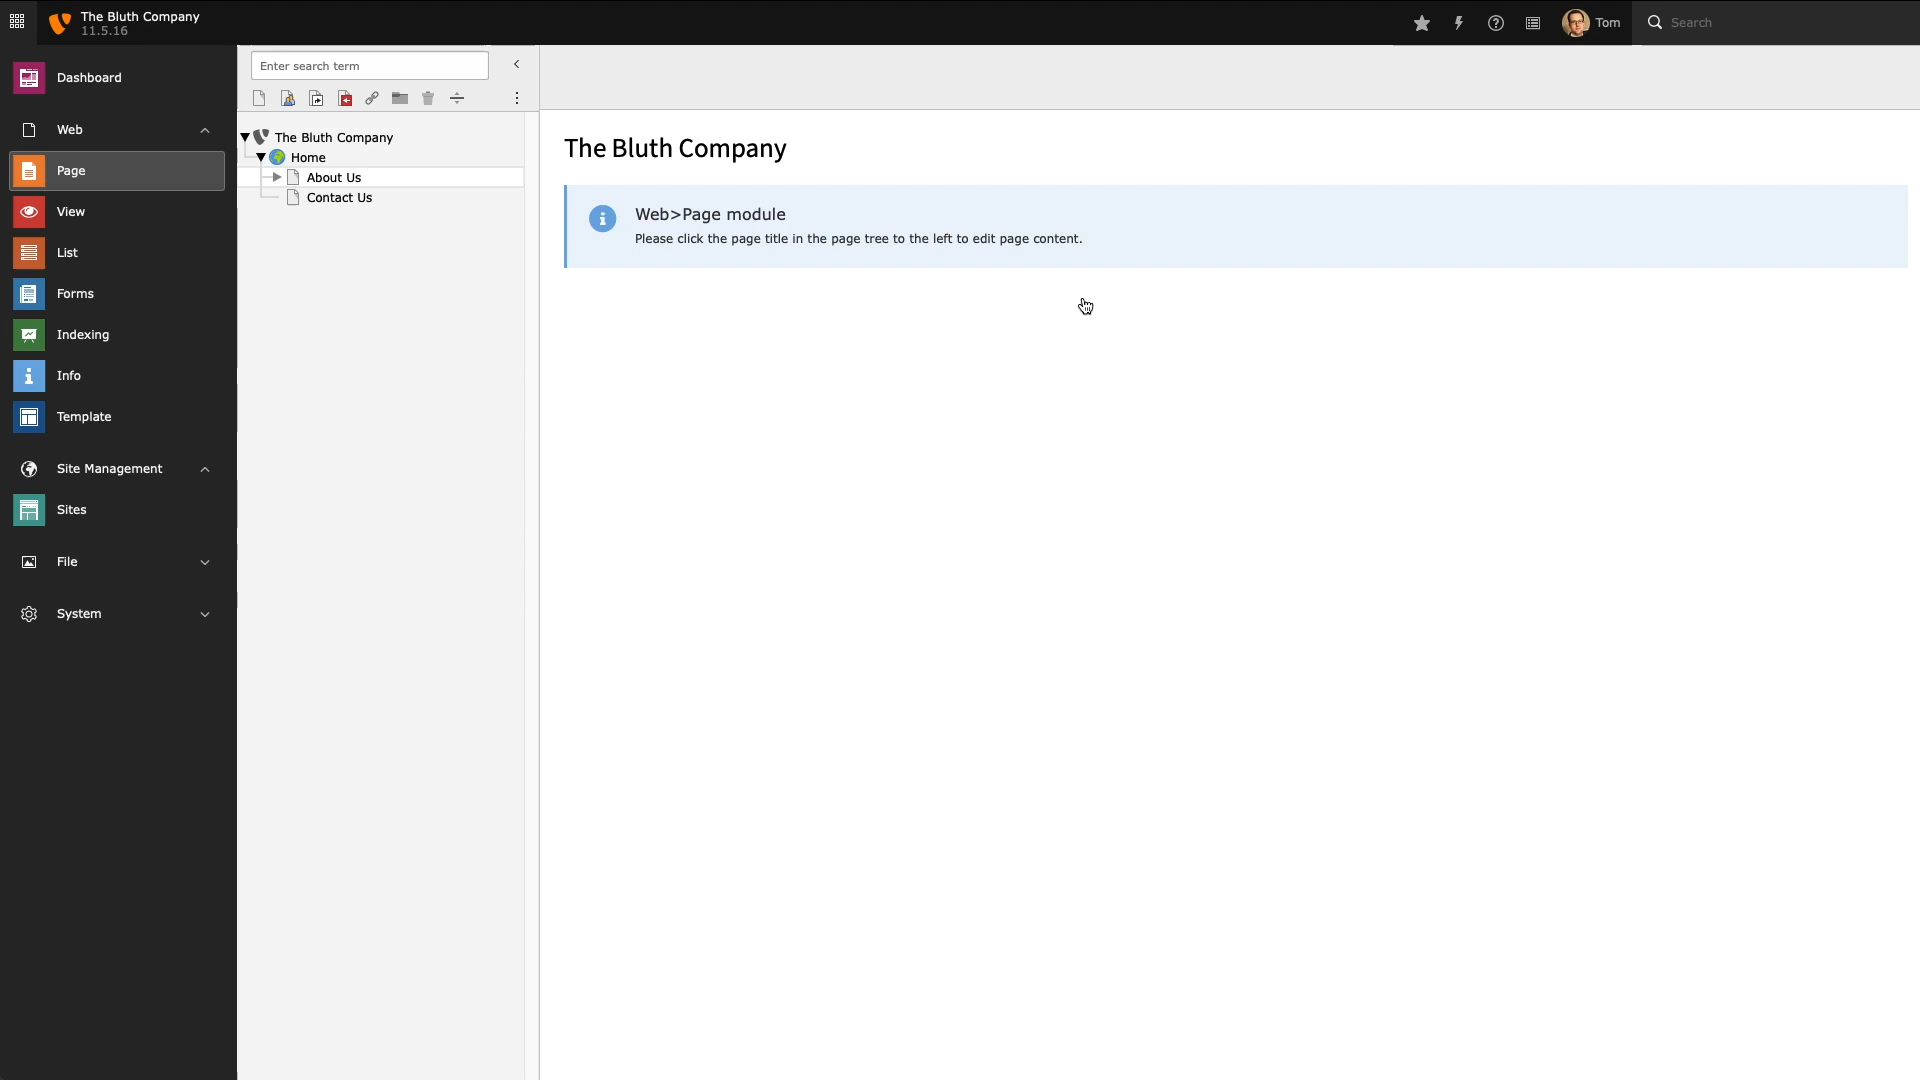 The Bluth Company
11.5.16
Tom
Search
Dashboard
Web
Page
View
List
Forms
Indexing
Info
Template
Site Management
Sites
File
System
Enter search term
The Bluth Company
Home
About Us
Contact Us
The Bluth Company
Web>Page module
Please click the page title in the page tree to the left to edit page content.